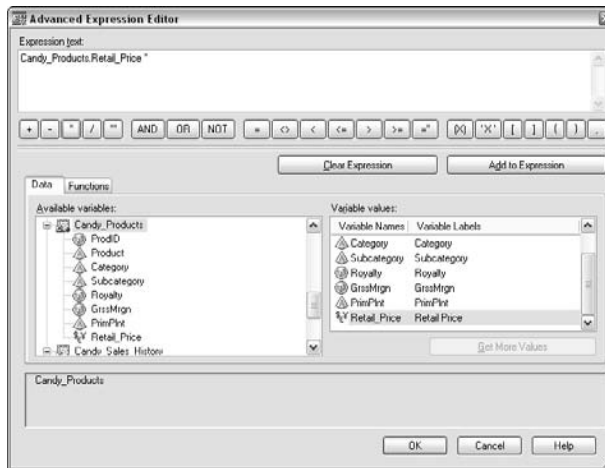 Advanced Expression Editor
Expression text:
Candy_Products.Retail_Price *
+ - * / ** AND OR NOT = <> < <= > >= =* (x) 'X' [ ] ( ) ,
Clear Expression Add to Expression
Data Functions
Available variables:
Candy_Products
ProdID
Product
Category
Subcategory
Royalty
GrssMrgn
PrimPlnt
Retail_Price
Candy_Sales_History
Variable values:
Variable Names Variable Labels
Category Category
Subcategory Subcategory
Royalty Royalty
GrssMrgn GrssMrgn
PrimPlnt PrimPlnt
Retail_Price Retail Price
Get More Values
Candy_Products
OK Cancel Help